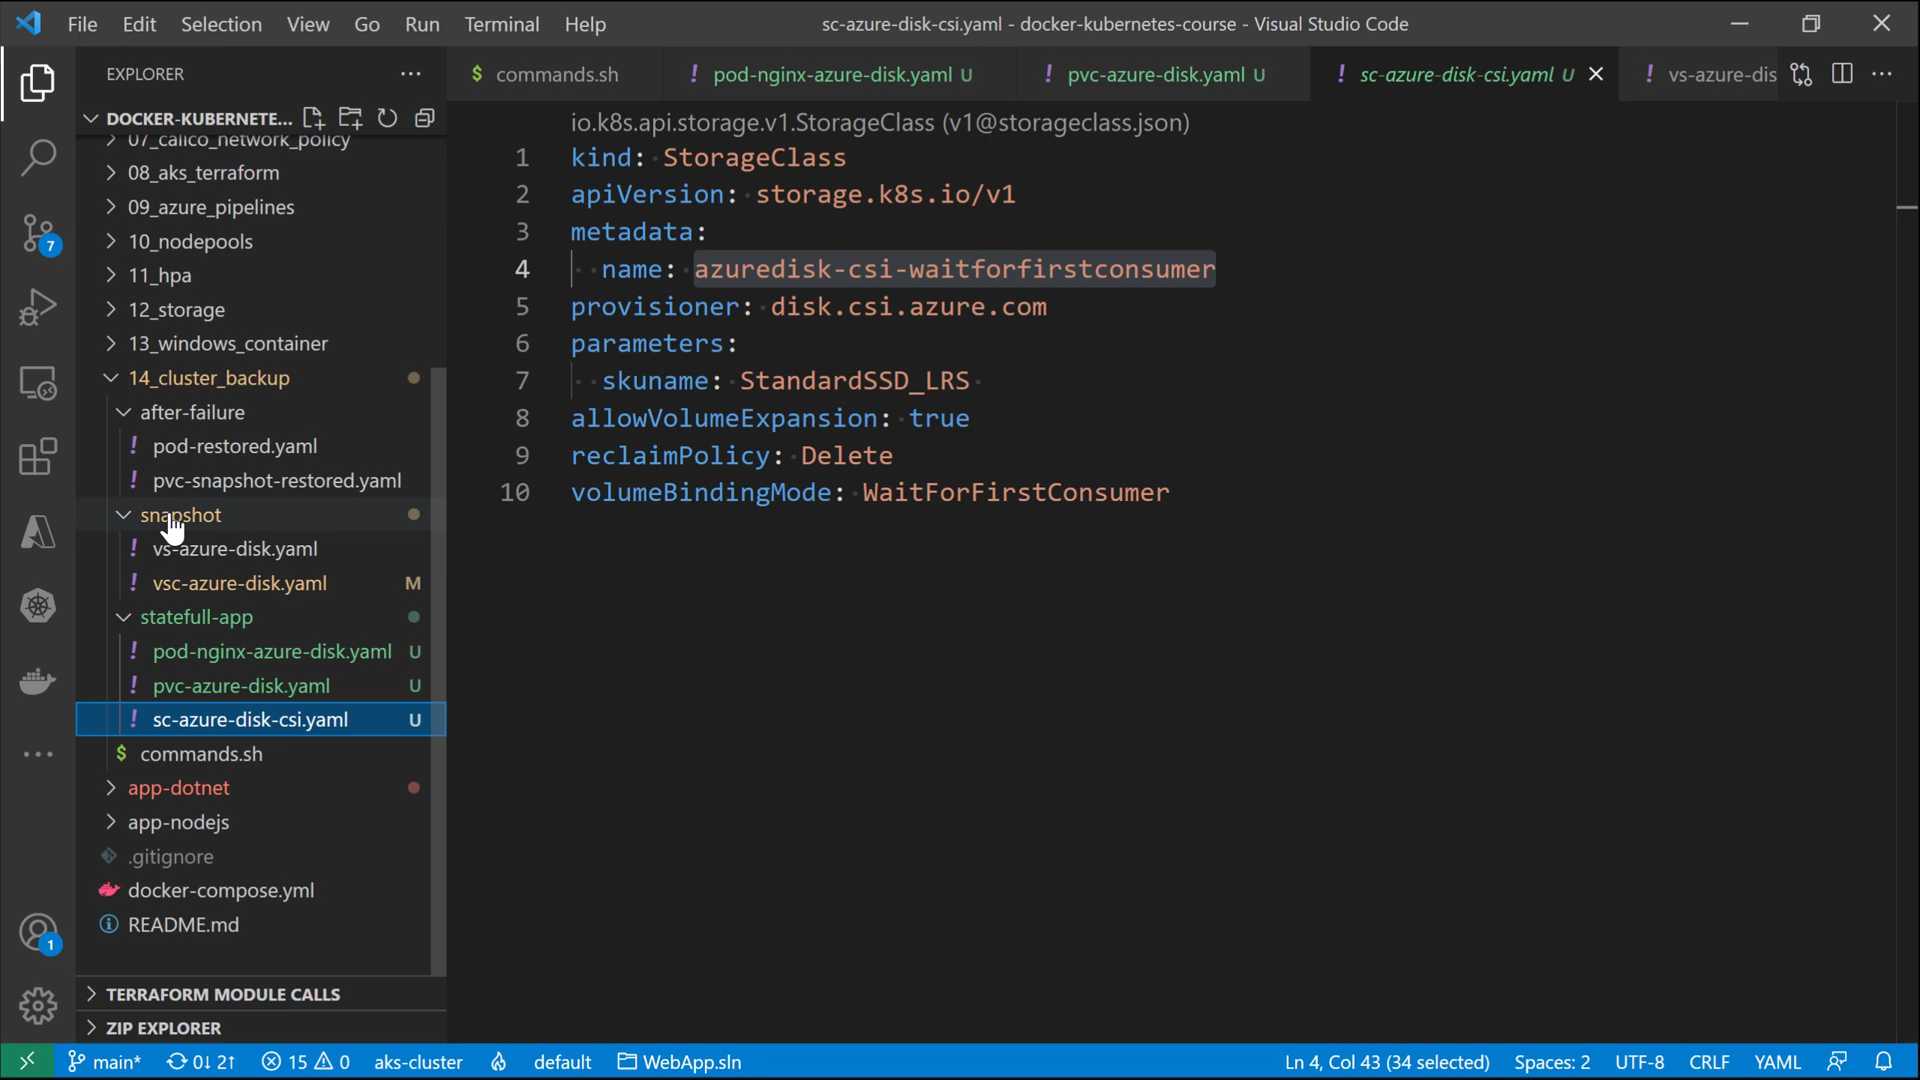 File Edit Selection View Go Run Terminal Help
sc-azure-disk-csi.yaml - docker-kubernetes-course - Visual Studio Code
EXPLORER
$ commands.sh
! pod-nginx-azure-disk.yaml U
! pvc-azure-disk.yaml U
! sc-azure-disk-csi.yaml U
! vs-azure-dis
DOCKER-KUBERNETE...
07_calico_network_policy
08_aks_terraform
09_azure_pipelines
10_nodepools
11_hpa
12_storage
13_windows_container
14_cluster_backup
after-failure
! pod-restored.yaml
! pvc-snapshot-restored.yaml
snapshot
! vs-azure-disk.yaml
! vsc-azure-disk.yaml M
statefull-app
! pod-nginx-azure-disk.yaml U
! pvc-azure-disk.yaml U
! sc-azure-disk-csi.yaml U
$ commands.sh
app-dotnet
app-nodejs
.gitignore
docker-compose.yml
README.md
TERRAFORM MODULE CALLS
ZIP EXPLORER
7
1
io.k8s.api.storage.v1.StorageClass (v1@storageclass.json)
1 kind: StorageClass
2 apiVersion: storage.k8s.io/v1
3 metadata:
4 name: azuredisk-csi-waitforfirstconsumer
5 provisioner: disk.csi.azure.com
6 parameters:
7 skuname: StandardSSD_LRS
8 allowVolumeExpansion: true
9 reclaimPolicy: Delete
10 volumeBindingMode: WaitForFirstConsumer
main* 0↓ 2↑ 15 0 aks-cluster default WebApp.sln
Ln 4, Col 43 (34 selected) Spaces: 2 UTF-8 CRLF YAML